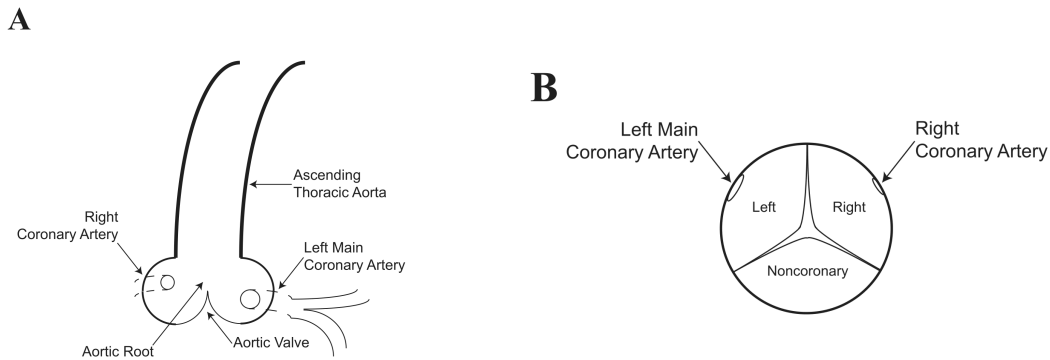 A
Ascending
Thoracic Aorta
Right
Coronary Artery
Left Main
Coronary Artery
Aortic Valve
Aortic Root
B
Left Main
Coronary Artery
Right
Coronary Artery
Left
Right
Noncoronary